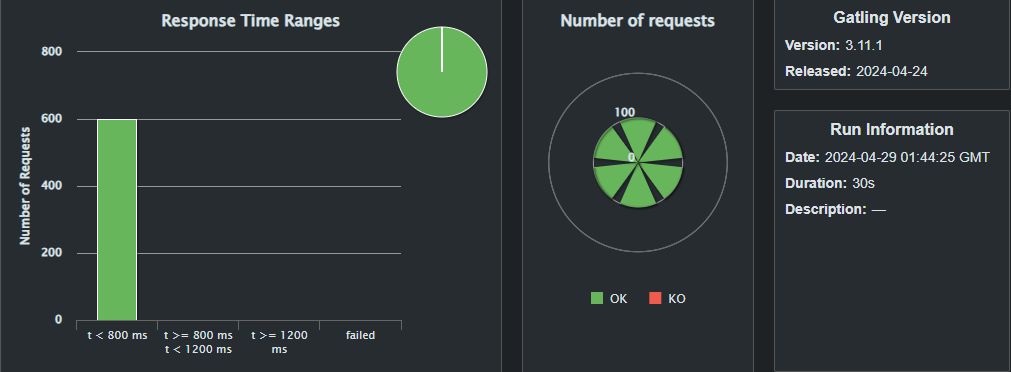 Response Time Ranges
Number of Requests
800
600
400
200
0
t < 800 ms
t >= 800 ms
t < 1200 ms
t >= 1200
ms
failed
Number of requests
100
0
OK
KO
Gatling Version
Version: 3.11.1
Released: 2024-04-24
Run Information
Date: 2024-04-29 01:44:25 GMT
Duration: 30s
Description: —